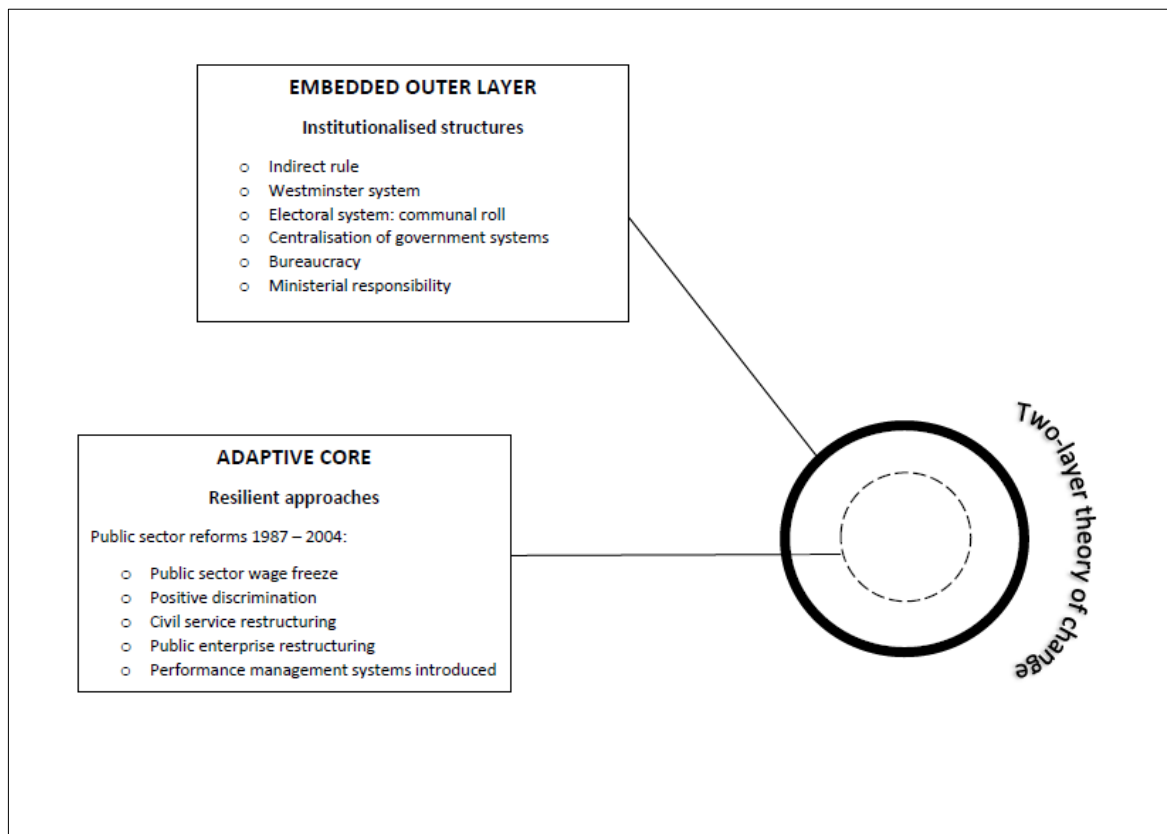 EMBEDDED OUTER LAYER
Institutionalised structures
o Indirect rule
o Westminster system
o Electoral system: communal roll
o Centralisation of government systems
o Bureaucracy
o Ministerial responsibility
ADAPTIVE CORE
Resilient approaches
Public sector reforms 1987 – 2004:
o Public sector wage freeze
o Positive discrimination
o Civil service restructuring
o Public enterprise restructuring
o Performance management systems introduced
Two-layer theory of change